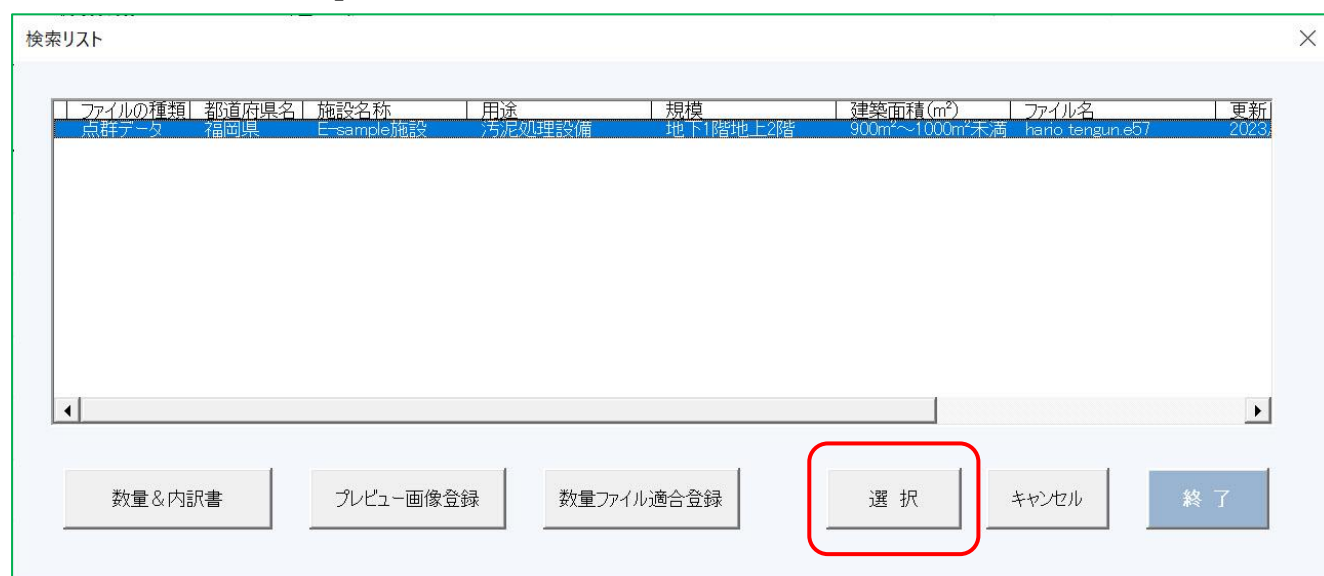 検索リスト
ファイルの種類 都道府県名 施設名称 用途 規模 建築面積(m²) ファイル名 更新
点群データ 福岡県 E-sample施設 汚泥処理設備 地下1階地上2階 900m²～1000m²未満 hario tengun.e57 2023
数量&内訳書 プレビュー画像登録 数量ファイル適合登録 選 択 キャンセル 終 了